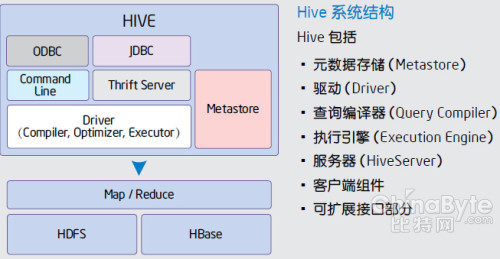 HIVE
ODBC
JDBC
Command
Line
Thrift Server
Metastore
Driver
(Compiler, Optimizer, Executor)
Map / Reduce
HDFS
HBase
Hive 系统结构
Hive 包括
· 元数据存储(Metastore)
· 驱动(Driver)
· 查询编译器(Query Compiler)
· 执行引擎(Execution Engine)
· 服务器(HiveServer)
· 客户端组件
· 可扩展接口部分
ChinaByte
比特网